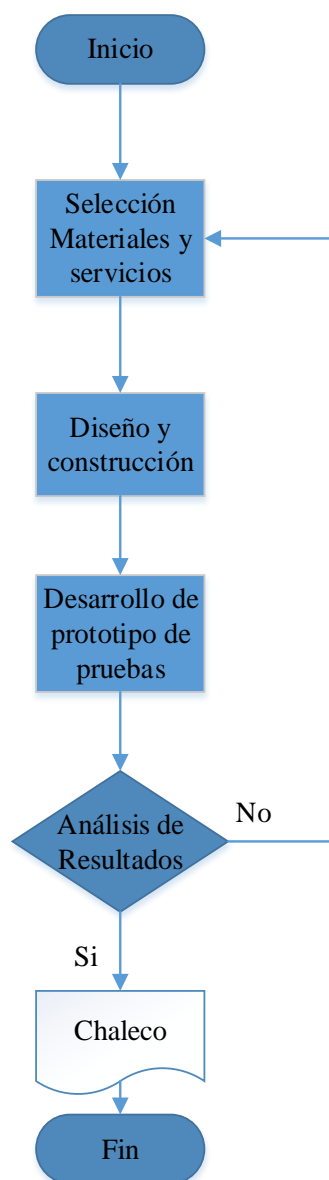 Inicio
Selección
Materiales y
servicios
Diseño y
construcción
Desarrollo de
prototipo de
pruebas
Análisis de
Resultados
No
Si
Chaleco
Fin